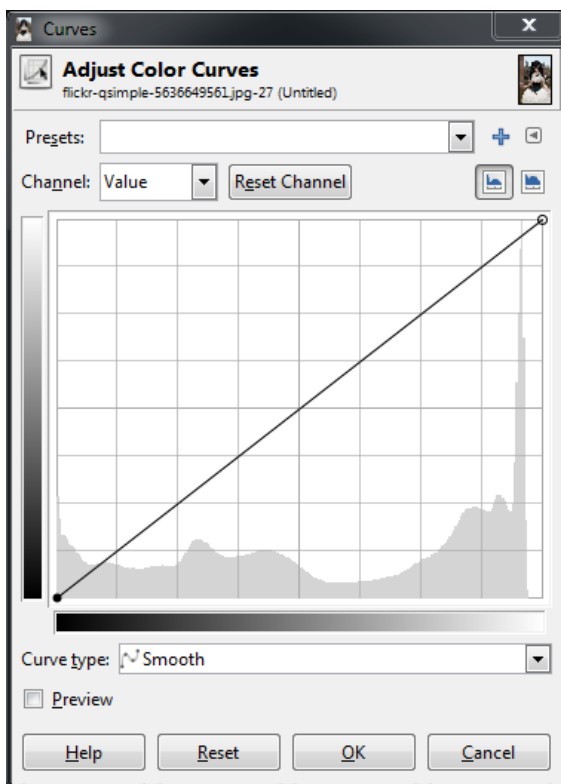 Curves
Adjust Color Curves
flickr-qsimple-5636649561.jpg-27 (Untitled)
Presets:
Channel: Value Reset Channel
Curve type: Smooth
Preview
Help Reset OK Cancel